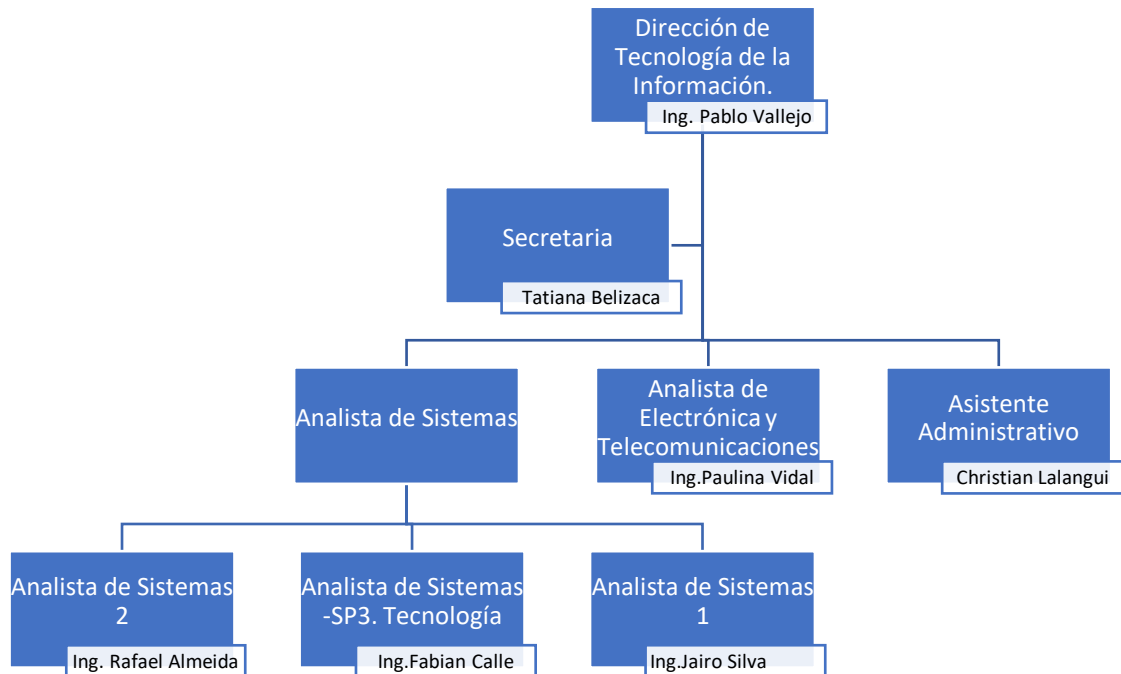 Dirección de
Tecnología de la
Información.
Ing. Pablo Vallejo
Secretaria
Tatiana Belizaca
Analista de Sistemas
Analista de
Electrónica y
Telecomunicaciones
Ing.Paulina Vidal
Asistente
Administrativo
Christian Lalangui
Analista de Sistemas
2
Ing. Rafael Almeida
Analista de Sistemas
-SP3. Tecnología
Ing.Fabian Calle
Analista de Sistemas
1
Ing.Jairo Silva